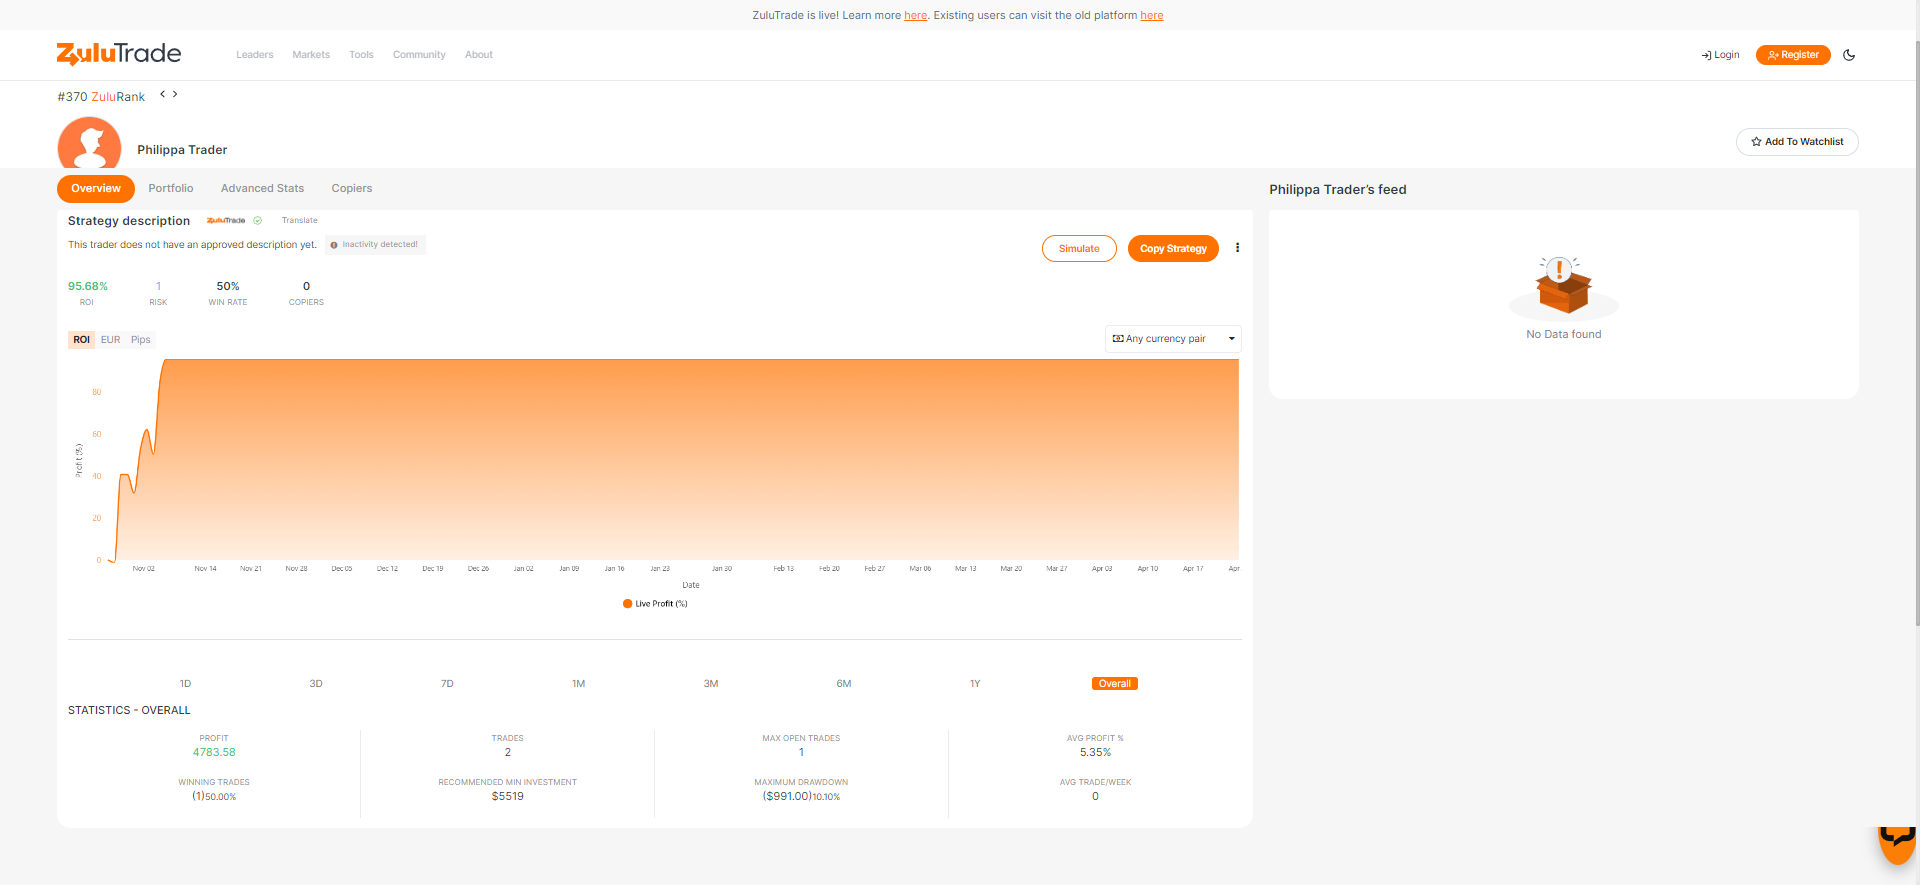 ZuluTrade is live! Learn more here. Existing users can visit the old platform here
ZuluTrade
Leaders Markets Tools Community About
Login Register
#370 ZuluRank
Philippa Trader
Add To Watchlist
Overview Portfolio Advanced Stats Copiers
Philippa Trader's feed
Strategy description ZuluTrade Translate
This trader does not have an approved description yet. Inactivity detected!
Simulate Copy Strategy
95.68% 1 50% 0
ROI RISK WIN RATE COPIERS
No Data found
ROI EUR Pips
Any currency pair
80
60
40
20
0
Profit (%)
Nov 02 Nov 14 Nov 21 Nov 28 Dec 05 Dec 12 Dec 19 Dec 26 Jan 02 Jan 09 Jan 16 Jan 23 Jan 30 Feb 13 Feb 20 Feb 27 Mar 06 Mar 13 Mar 20 Mar 27 Apr 03 Apr 10 Apr 17 Apr
Date
Live Profit (%)
1D 3D 7D 1M 3M 6M 1Y Overall
STATISTICS - OVERALL
PROFIT TRADES MAX OPEN TRADES AVG PROFIT %
4783.58 2 1 5.35%
WINNING TRADES RECOMMENDED MIN INVESTMENT MAXIMUM DRAWDOWN AVG TRADE/WEEK
(1)50.00% $5519 ($991.00)10.10% 0